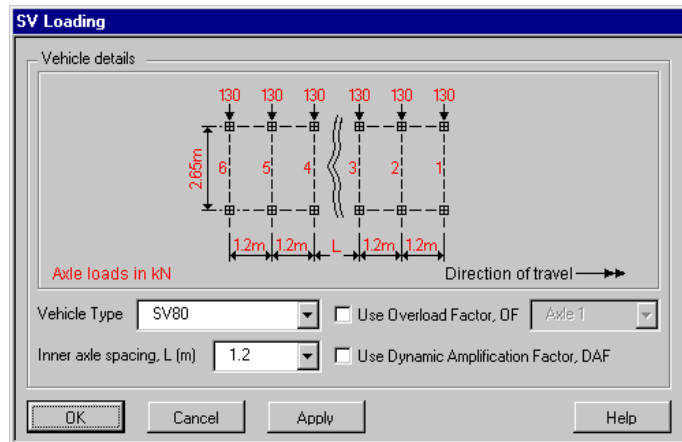 SV Loading
Vehicle details
130 130 130 130 130 130
2.65m
6 5 4 3 2 1
1.2m 1.2m L 1.2m 1.2m
Axle loads in kN Direction of travel
Vehicle Type SV80 Use Overload Factor, OF Axle 1
Inner axle spacing, L (m) 1.2 Use Dynamic Amplification Factor, DAF
OK Cancel Apply Help